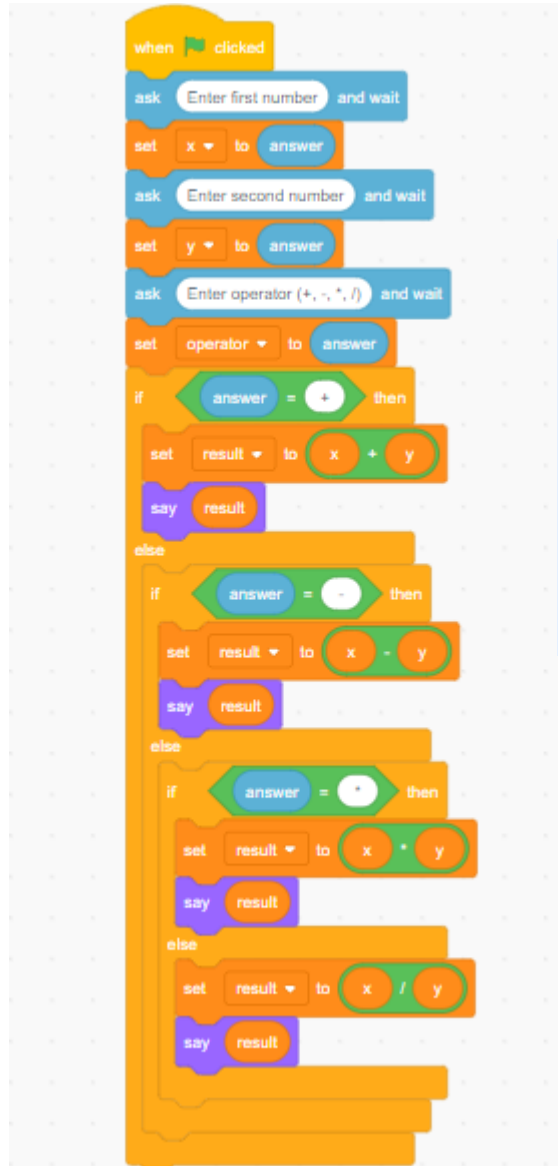 when clicked
ask Enter first number and wait
set x to answer
ask Enter second number and wait
set y to answer
ask Enter operator (+, -, *, /) and wait
set operator to answer
if answer = + then
set result to x + y
say result
else
if answer = - then
set result to x - y
say result
else
if answer = * then
set result to x * y
say result
else
set result to x / y
say result